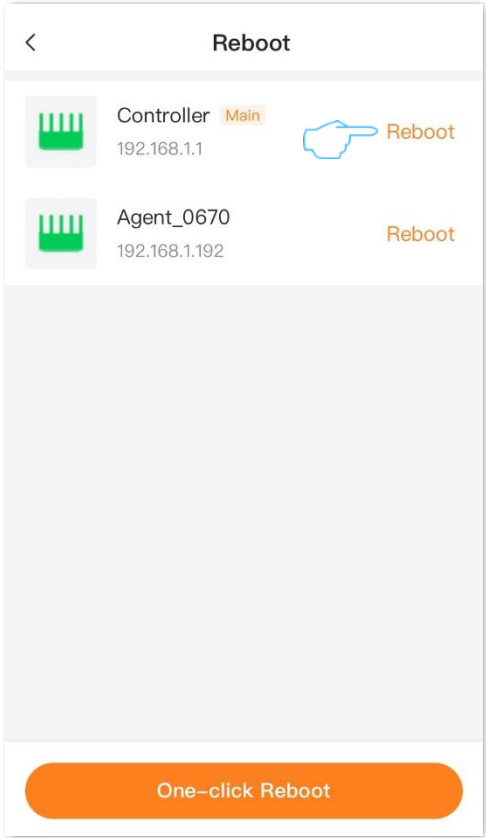 Reboot
Controller Main
192.168.1.1
Reboot
Agent_0670
192.168.1.192
Reboot
One-click Reboot